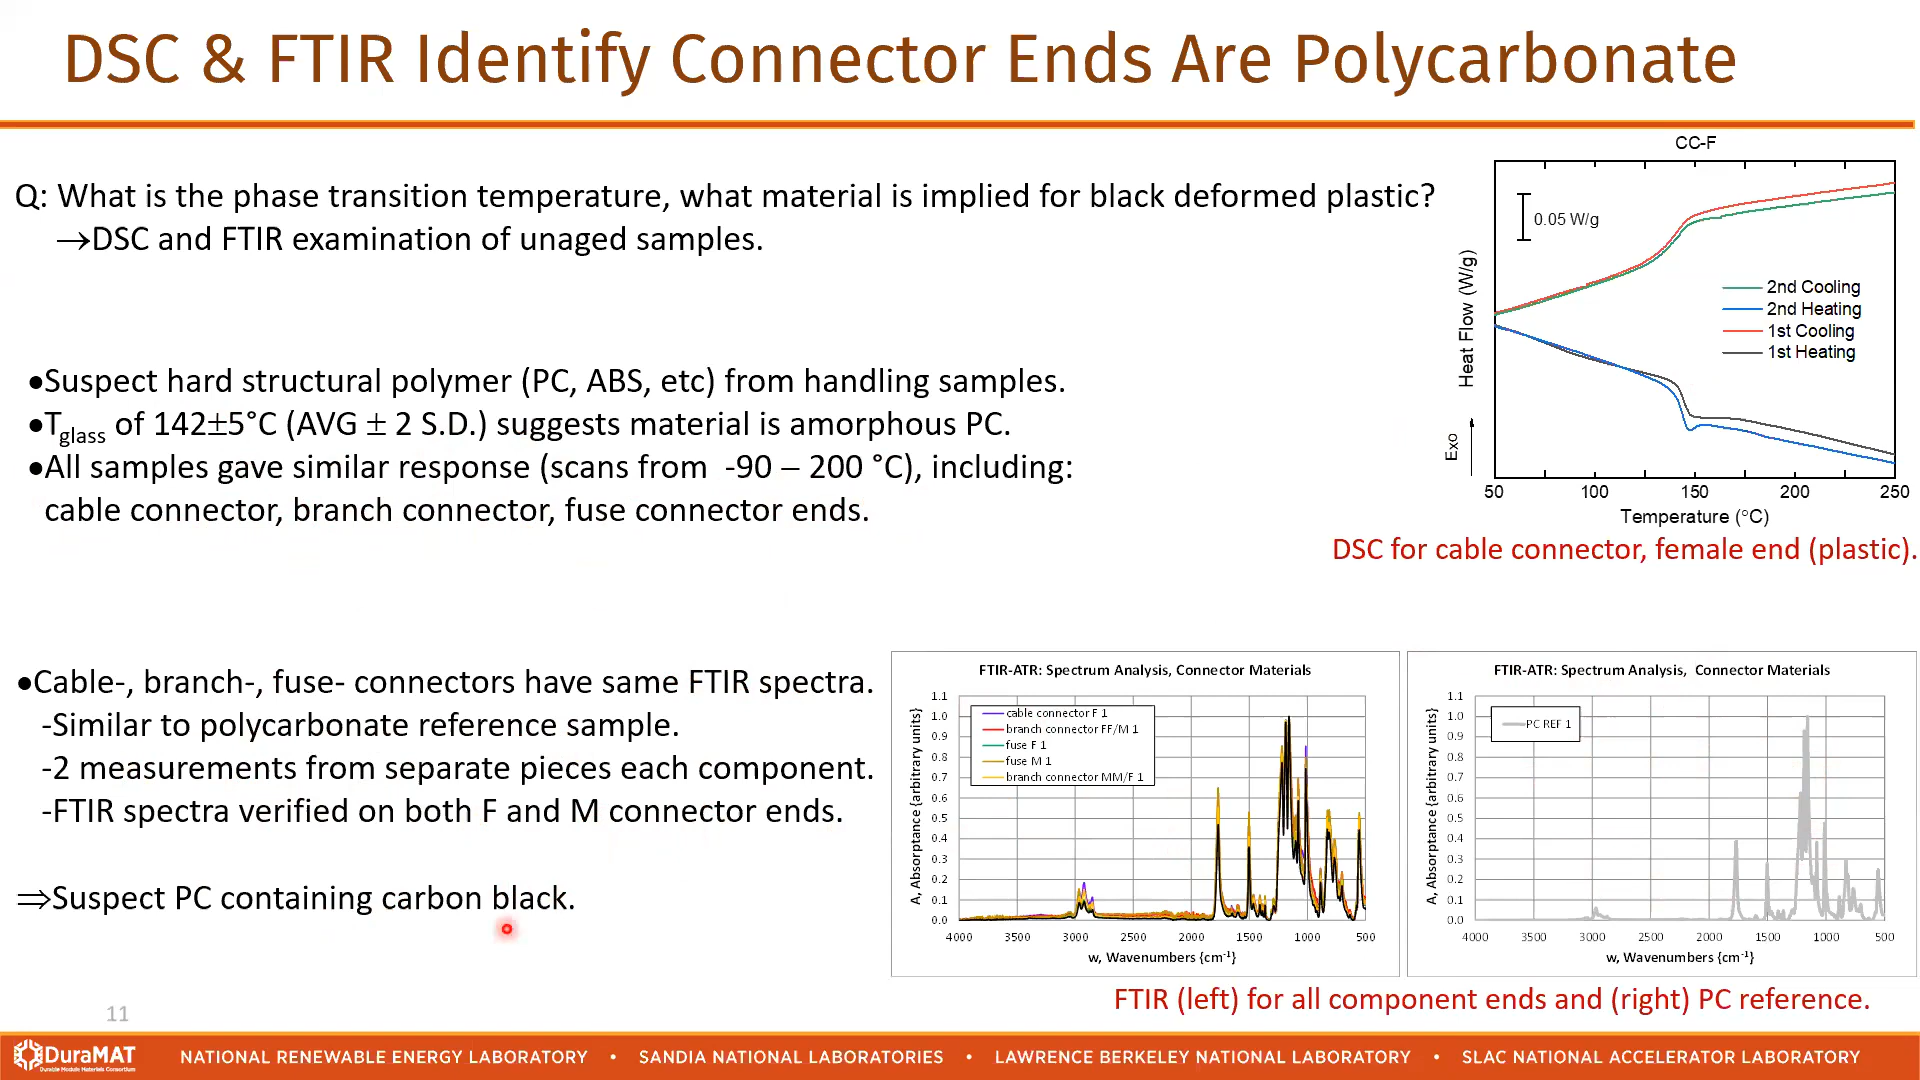 DSC & FTIR Identify Connector Ends Are Polycarbonate
Q: What is the phase transition temperature, what material is implied for black deformed plastic?
→DSC and FTIR examination of unaged samples.
•Suspect hard structural polymer (PC, ABS, etc) from handling samples.
•Tglass of 142±5°C (AVG ± 2 S.D.) suggests material is amorphous PC.
•All samples gave similar response (scans from -90 – 200 °C), including:
cable connector, branch connector, fuse connector ends.
CC-F
0.05 W/g
Heat Flow (W/g)
Exo
2nd Cooling
2nd Heating
1st Cooling
1st Heating
50 100 150 200 250
Temperature (°C)
DSC for cable connector, female end (plastic).
•Cable-, branch-, fuse- connectors have same FTIR spectra.
-Similar to polycarbonate reference sample.
-2 measurements from separate pieces each component.
-FTIR spectra verified on both F and M connector ends.
⇒Suspect PC containing carbon black.
FTIR-ATR: Spectrum Analysis, Connector Materials
A, Absorptance {arbitrary units}
1.1
1.0
0.9
0.8
0.7
0.6
0.5
0.4
0.3
0.2
0.1
0.0
cable connector F 1
branch connector FF/M 1
fuse F 1
fuse M 1
branch connector MM/F 1
4000 3500 3000 2500 2000 1500 1000 500
w, Wavenumbers {cm-1}
FTIR-ATR: Spectrum Analysis, Connector Materials
A, Absorptance {arbitrary units}
1.1
1.0
0.9
0.8
0.7
0.6
0.5
0.4
0.3
0.2
0.1
0.0
PC REF 1
4000 3500 3000 2500 2000 1500 1000 500
w, Wavenumbers {cm-1}
FTIR (left) for all component ends and (right) PC reference.
11
DuraMAT
Durable Module Materials Consortium
NATIONAL RENEWABLE ENERGY LABORATORY • SANDIA NATIONAL LABORATORIES • LAWRENCE BERKELEY NATIONAL LABORATORY • SLAC NATIONAL ACCELERATOR LABORATORY